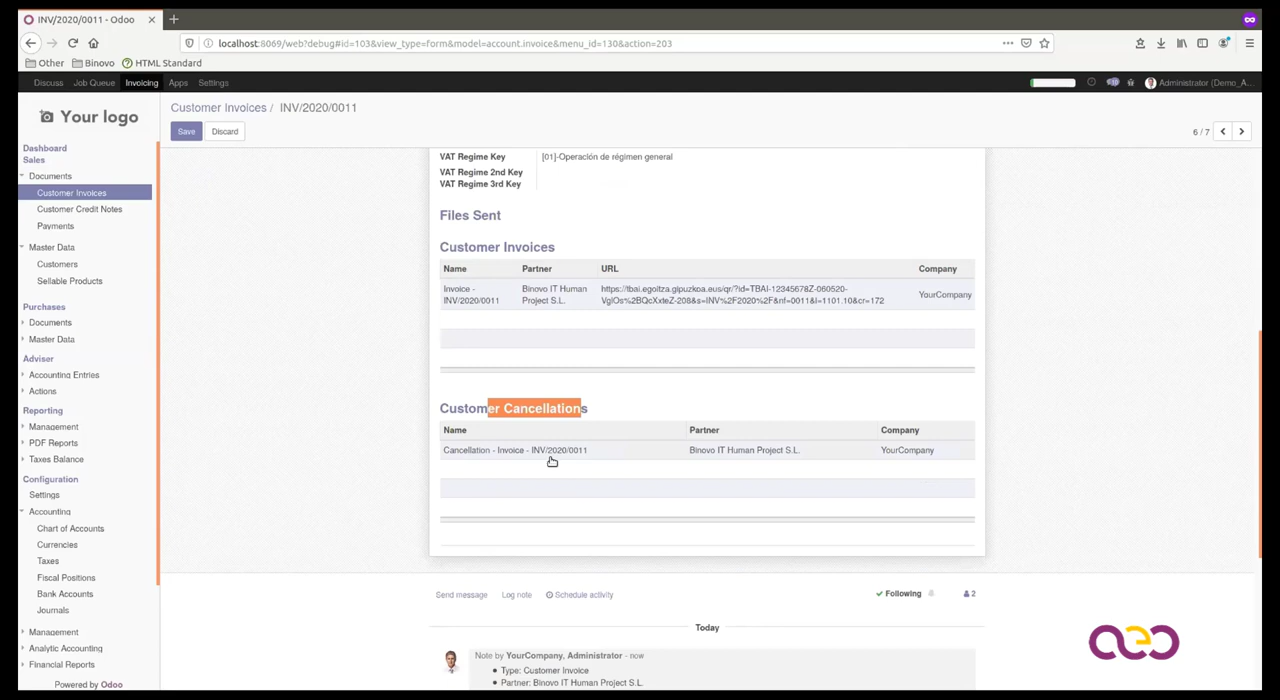 INV/2020/0011 - Odoo
localhost:8069/web?debug#id=103&view_type=form&model=account.invoice&menu_id=130&action=203
Other Binovo HTML Standard
Discuss Job Queue Invoicing Apps Settings
Administrator (Demo_A...
Your logo
Customer Invoices / INV/2020/0011
Save Discard
6 / 7
Dashboard
Sales
Documents
Customer Invoices
Customer Credit Notes
Payments
Master Data
Customers
Sellable Products
Purchases
Documents
Master Data
Adviser
Accounting Entries
Actions
Reporting
Management
PDF Reports
Taxes Balance
Configuration
Settings
Accounting
Chart of Accounts
Currencies
Taxes
Fiscal Positions
Bank Accounts
Journals
Management
Analytic Accounting
Financial Reports
Powered by Odoo
VAT Regime Key [01]-Operación de régimen general
VAT Regime 2nd Key
VAT Regime 3rd Key
Files Sent
Customer Invoices
Name Partner URL Company
Invoice - INV/2020/0011
Binovo IT Human Project S.L.
https://tbai.egoitza.gipuzkoa.eus/qr/?id=TBAI-12345678Z-060520-
VglOs%2BQcXxteZ-208&s=INV%2F2020%2F&nf=0011&i=1101.10&cr=172
YourCompany
Customer Cancellations
Name Partner Company
Cancellation - Invoice - INV/2020/0011 Binovo IT Human Project S.L. YourCompany
Send message Log note Schedule activity
Following 2
Today
Note by YourCompany, Administrator - now
Type: Customer Invoice
Partner: Binovo IT Human Project S.L.